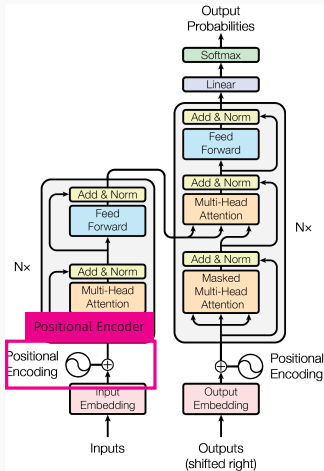 Output
Probabilities
Softmax
Linear
Add & Norm
Feed
Forward
Add & Norm
Multi-Head
Attention
Nx
Add & Norm
Masked
Multi-Head
Attention
Positional
Encoding
Output
Embedding
Outputs
(shifted right)
Add & Norm
Feed
Forward
N×
Add & Norm
Multi-Head
Attention
Positional Encoder
Positional
Encoding
Input
Embedding
Inputs